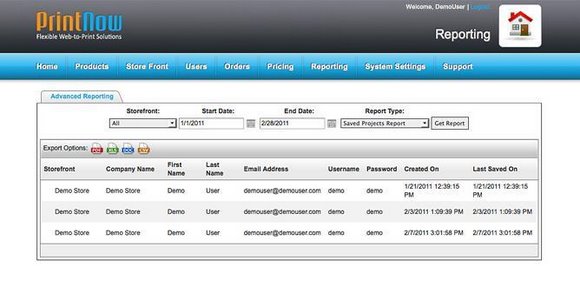 Welcome, DemoUser | Logout
PrintNow
Flexible Web-to-Print Solutions
Reporting
Home Products Store Front Users Orders Pricing Reporting System Settings Support
Advanced Reporting
Storefront: Start Date: End Date: Report Type:
All 1/1/2011 2/28/2011 Saved Projects Report Get Report
Export Options: PDF XLS DOC CSV
Storefront Company Name First Name Last Name Email Address Username Password Created On Last Saved On
Demo Store Demo Store Demo User demouser@demouser.com demo demo 1/21/2011 12:39:15 PM 1/21/2011 12:39:15 PM
Demo Store Demo Store Demo User demouser@demouser.com demo demo 2/3/2011 1:09:39 PM 2/3/2011 1:09:39 PM
Demo Store Demo Store Demo User demouser@demouser.com demo demo 2/7/2011 3:01:58 PM 2/7/2011 3:01:58 PM